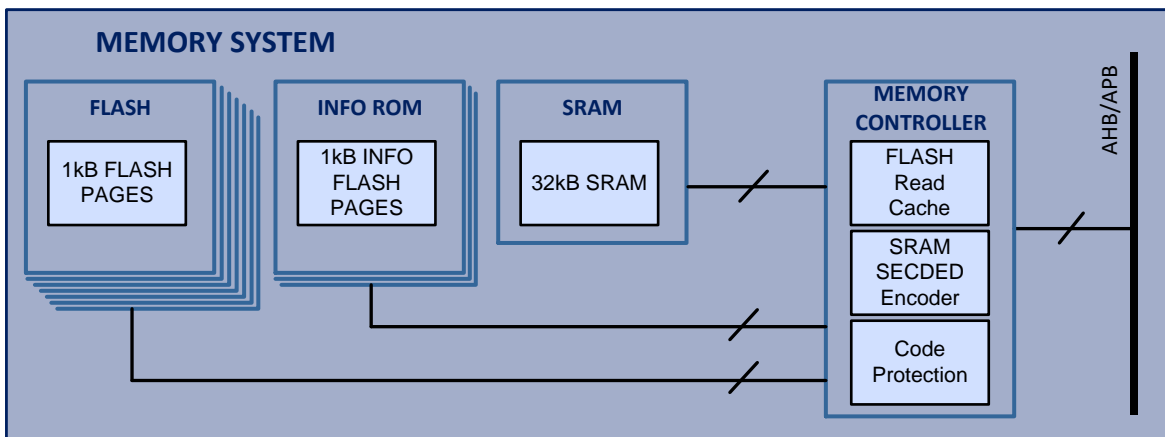 MEMORY SYSTEM
FLASH
1kB FLASH
PAGES
INFO ROM
1kB INFO
FLASH
PAGES
SRAM
32kB SRAM
MEMORY
CONTROLLER
FLASH
Read
Cache
SRAM
SECDED
Encoder
Code
Protection
AHB/APB